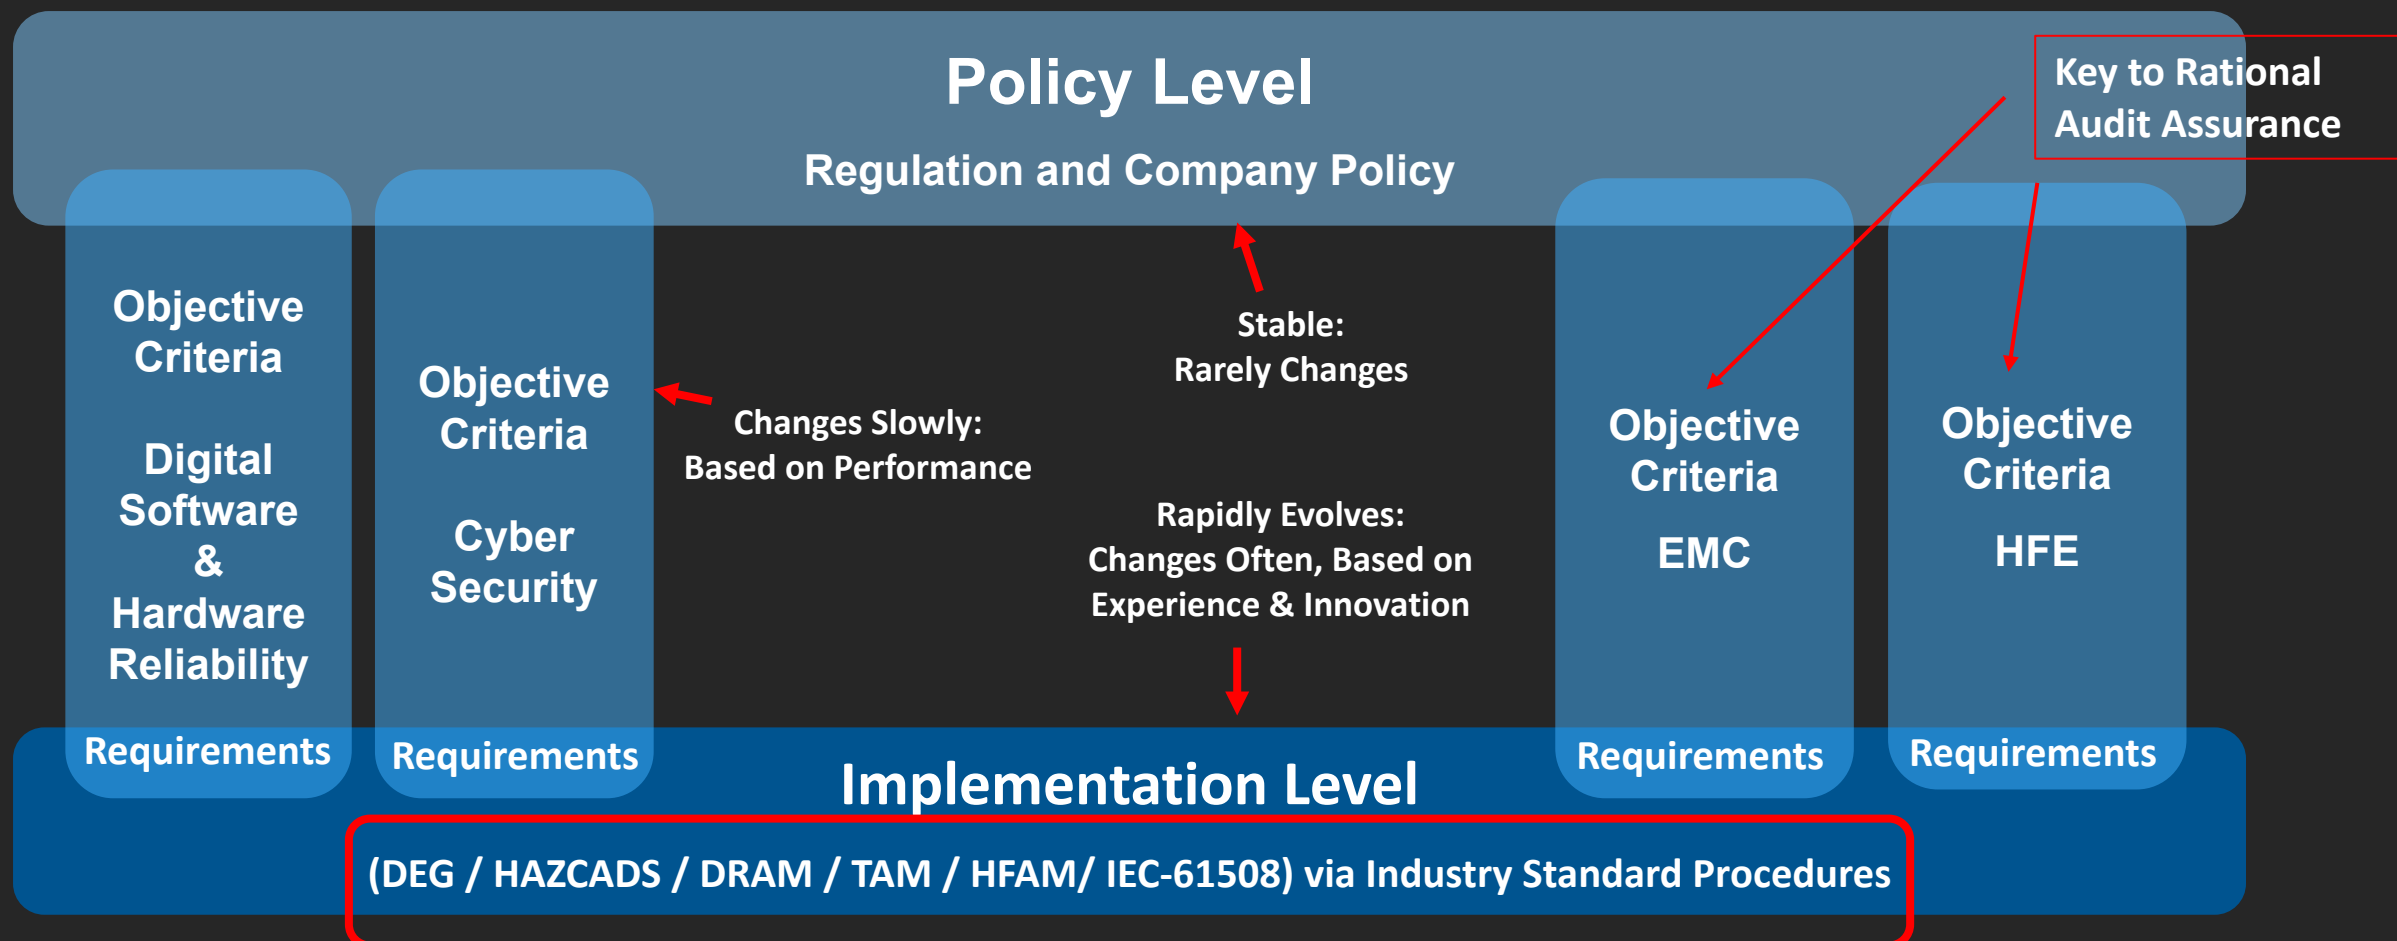 Policy Level
Regulation and Company Policy
Key to Rational
Audit Assurance
Objective
Criteria
Digital
Software
&
Hardware
Reliability
Requirements
Objective
Criteria
Cyber
Security
Requirements
Changes Slowly:
Based on Performance
Stable:
Rarely Changes
Rapidly Evolves:
Changes Often, Based on
Experience & Innovation
Objective
Criteria
EMC
Requirements
Objective
Criteria
HFE
Requirements
Implementation Level
(DEG / HAZCADS / DRAM / TAM / HFAM/ IEC-61508) via Industry Standard Procedures